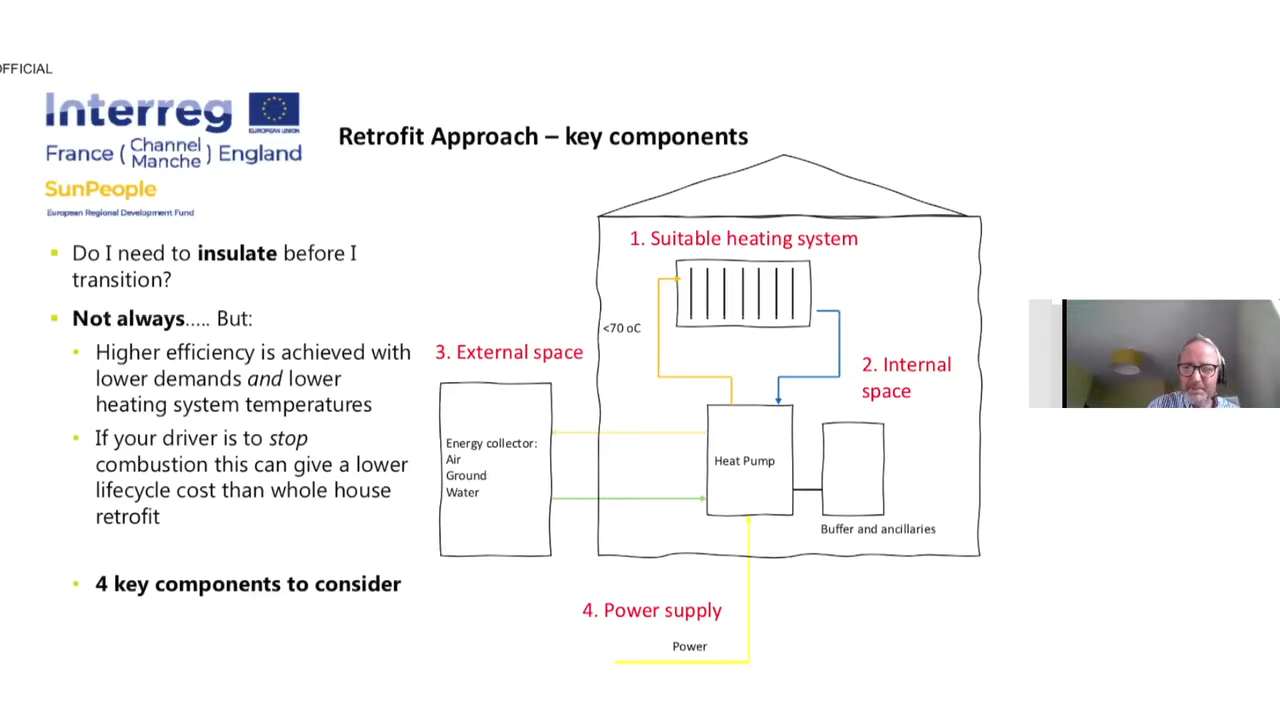 OFFICIAL
Interreg
EUROPEAN UNION
France ( Channel Manche ) England
SunPeople
European Regional Development Fund
Retrofit Approach – key components
Do I need to insulate before I
transition?
Not always….. But:
Higher efficiency is achieved with
lower demands and lower
heating system temperatures
If your driver is to stop
combustion this can give a lower
lifecycle cost than whole house
retrofit
4 key components to consider
1. Suitable heating system
<70 oC
2. Internal
space
3. External space
Energy collector:
Air
Ground
Water
Heat Pump
Buffer and ancillaries
4. Power supply
Power